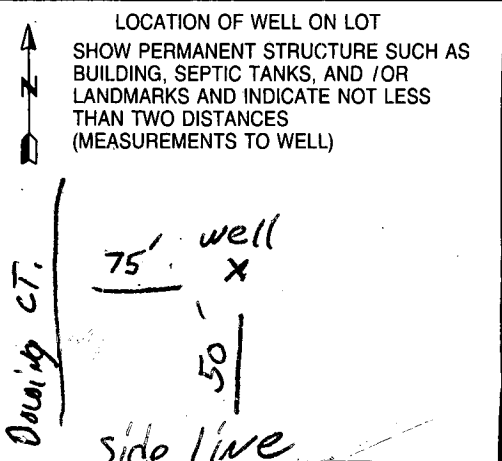 LOCATION OF WELL ON LOT
SHOW PERMANENT STRUCTURE SUCH AS
BUILDING, SEPTIC TANKS, AND /OR
LANDMARKS AND INDICATE NOT LESS
THAN TWO DISTANCES
(MEASUREMENTS TO WELL)
N
well
75'
X
50'
CT.
side line